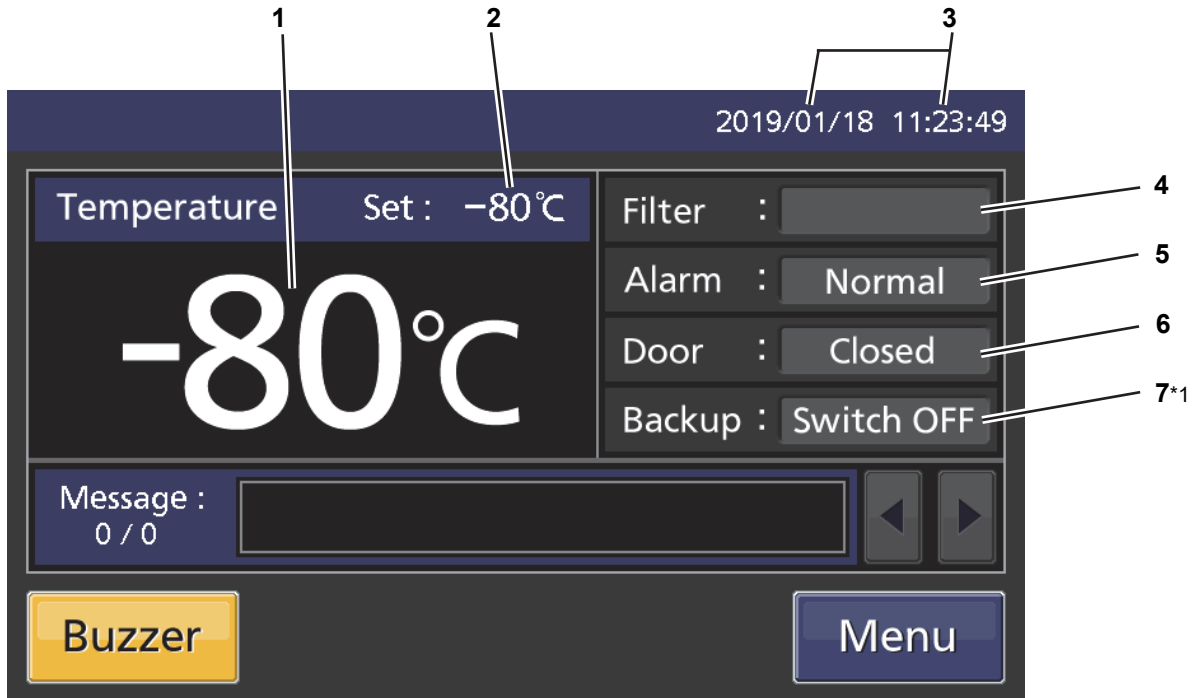 1 2 3
2019/01/18 11:23:49
Temperature Set : −80℃
-80℃
Filter :
4
Alarm : Normal
5
Door : Closed
6
Backup : Switch OFF
7*1
Message :
0 / 0
Buzzer
Menu